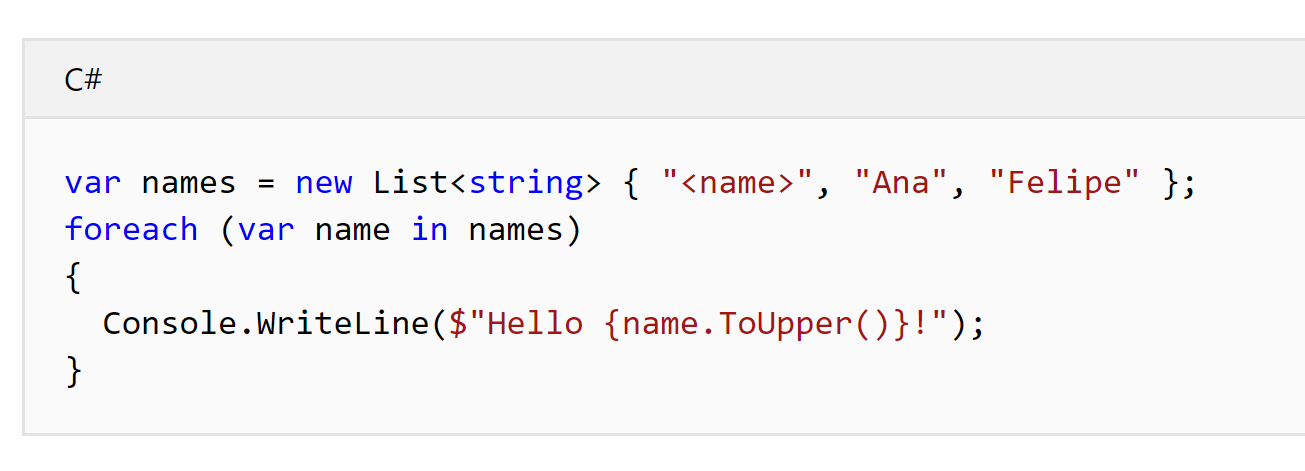 C#
var names = new List<string> { "<name>", "Ana", "Felipe" };
foreach (var name in names)
{
  Console.WriteLine($"Hello {name.ToUpper()}!");
}